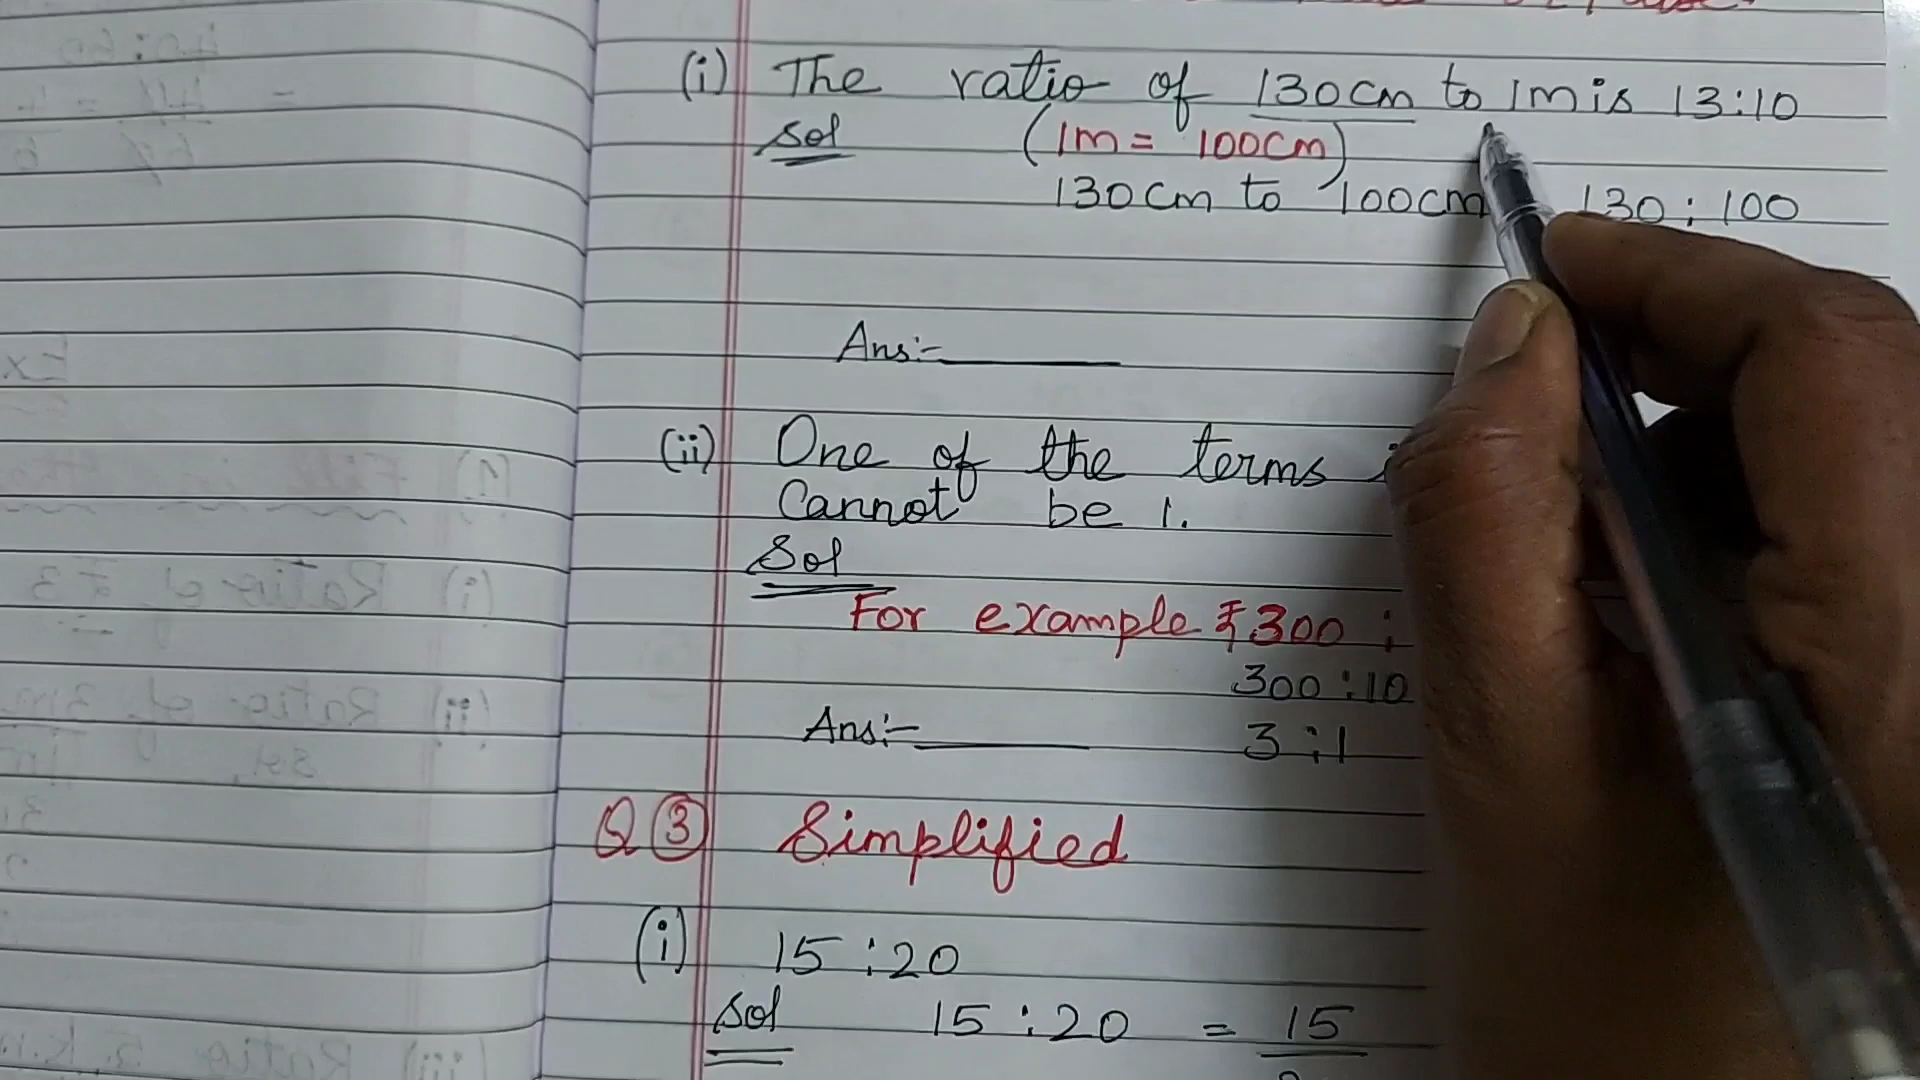 (i) The ratio of 130cm to 1m is 13:10
Sol (1m = 100cm)
130cm to 100cm 130 : 100
Ans:-
(ii) One of the terms
Cannot be 1.
Sol
For example ₹300 :
300 : 10
Ans:- 3 : 1
Q ③ Simplified
(i) 15 : 20
Sol 15 : 20 = 15